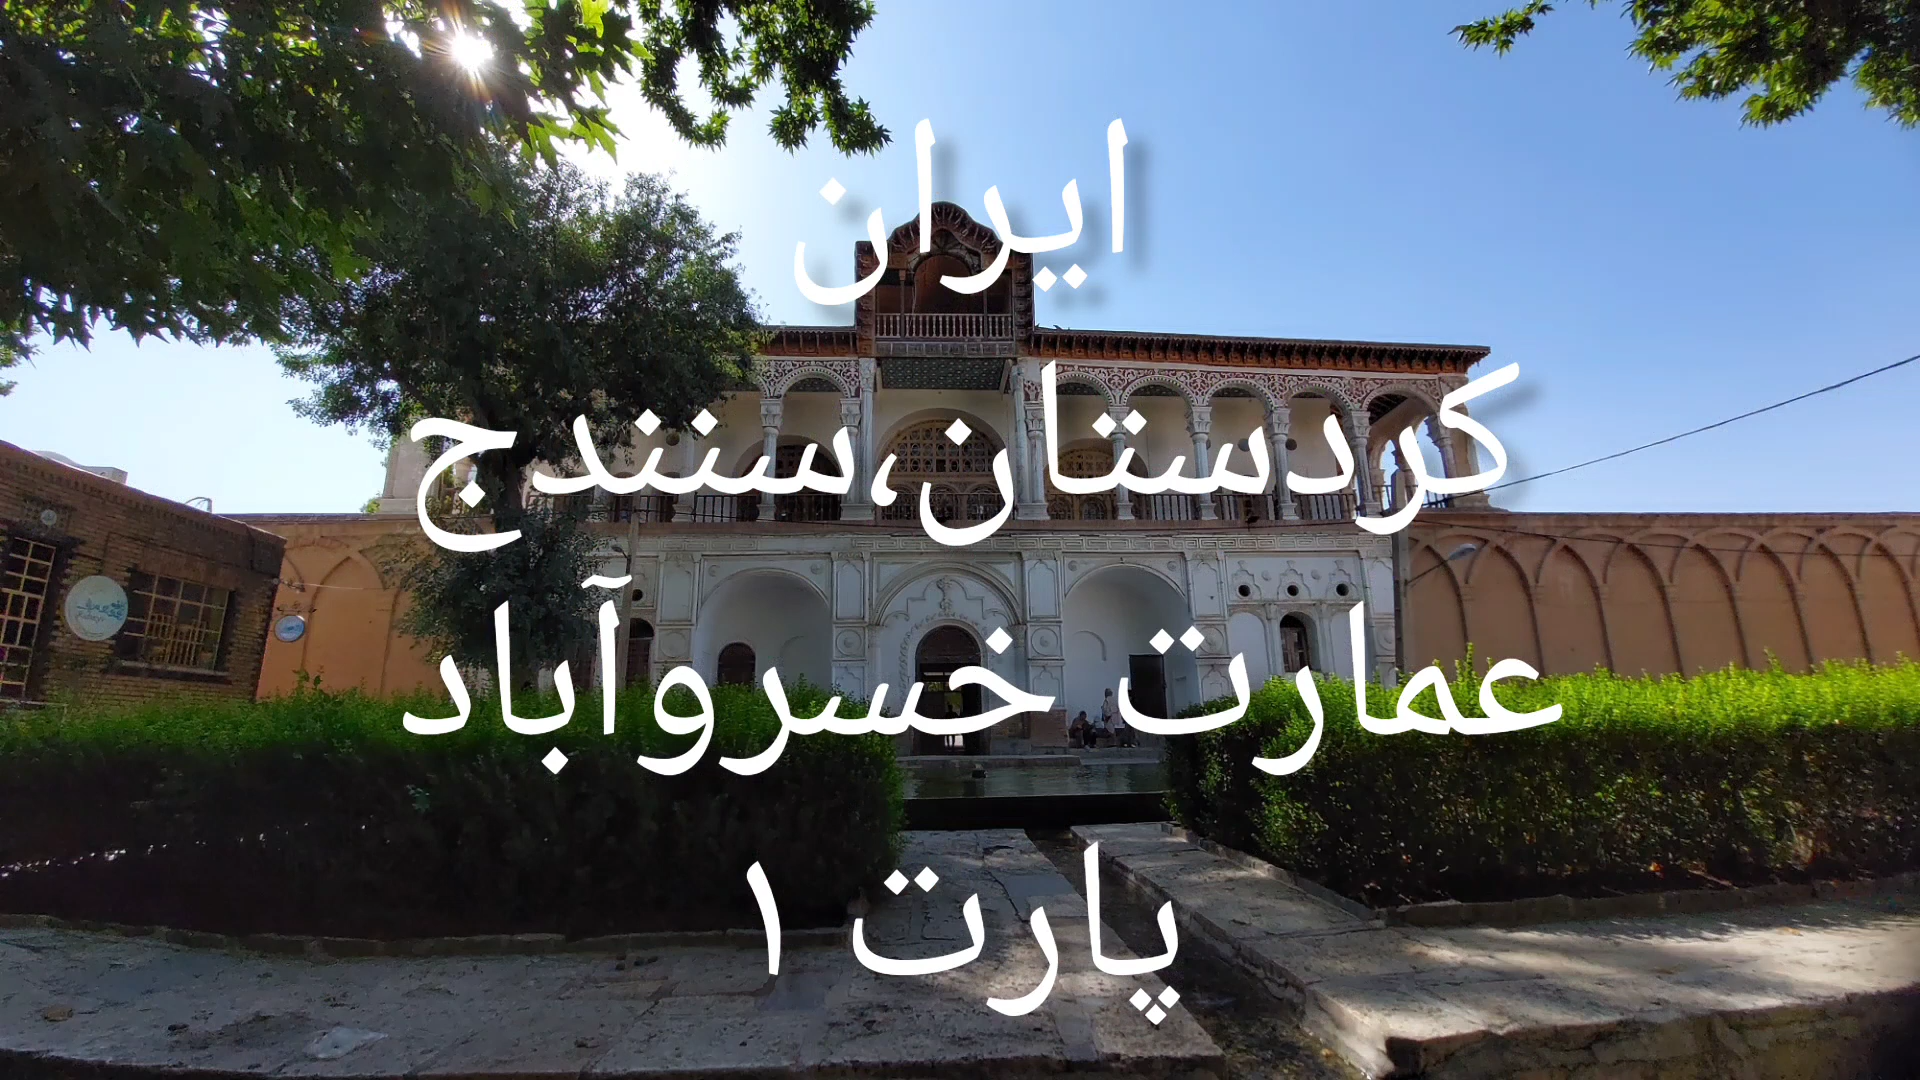 ایران
کردستان،سنندج
عمارت خسروآباد
پارت ۱